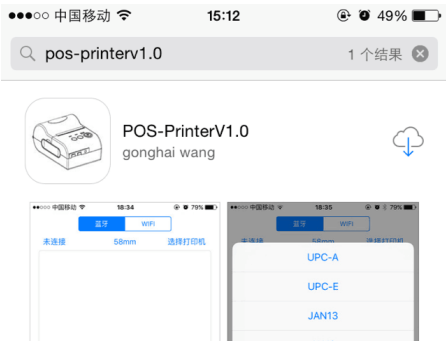 中国移动 15:12 49%
pos-printerv1.0 1 个结果
POS-PrinterV1.0
gonghai wang
中国移动 18:34 79%
蓝牙 WIFI
未连接 58mm 选择打印机
中国移动 18:35 79%
蓝牙 WIFI
未连接 58mm 选择打印机
UPC-A
UPC-E
JAN13